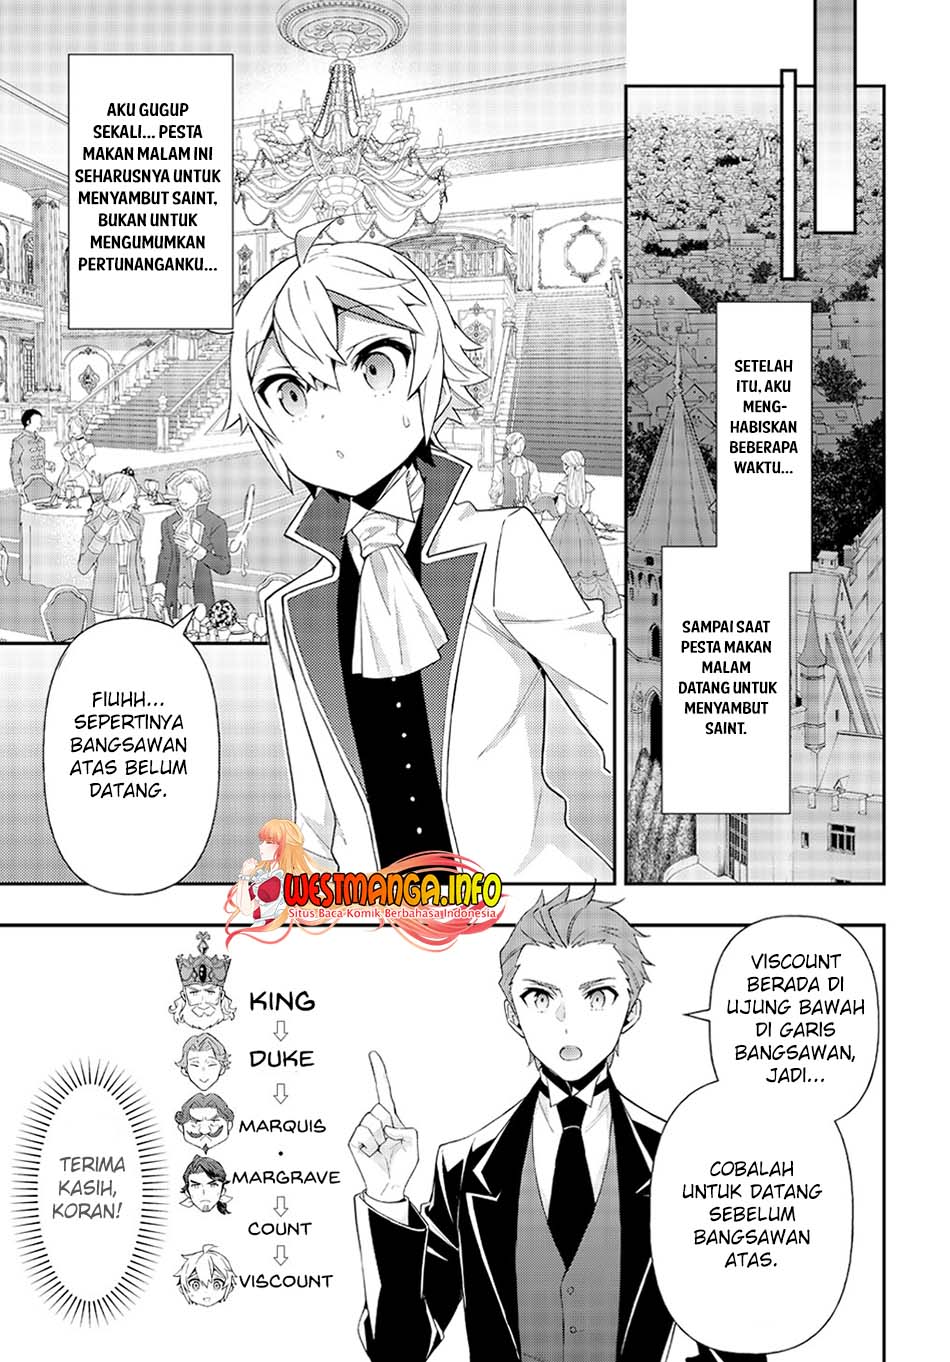 SETELAH
ITU, AKU
MENG-
HABISKAN
BEBERAPA
WAKTU...
SAMPAI SAAT
PESTA MAKAN
MALAM
DATANG UNTUK
MENYAMBUT
SAINT.
AKU GUGUP
SEKALI... PESTA
MAKAN MALAM INI
SEHARUSNYA UNTUK
MENYAMBUT SAINT,
BUKAN UNTUK
MENGUMUMKAN
PERTUNANGANKU...
FIUHH...
SEPERTINYA
BANGSAWAN
ATAS BELUM
DATANG.
WESTMANGA.INFO
Situs Baca Komik Berbahasa Indonesia
VISCOUNT
BERADA DI
UJUNG BAWAH
DI GARIS
BANGSAWAN,
JADI...
COBALAH
UNTUK DATANG
SEBELUM
BANGSAWAN
ATAS.
KING
⇩
DUKE
⇩
MARQUIS
•
MARGRAVE
⇩
COUNT
⇩
VISCOUNT
TERIMA
KASIH,
KORAN!